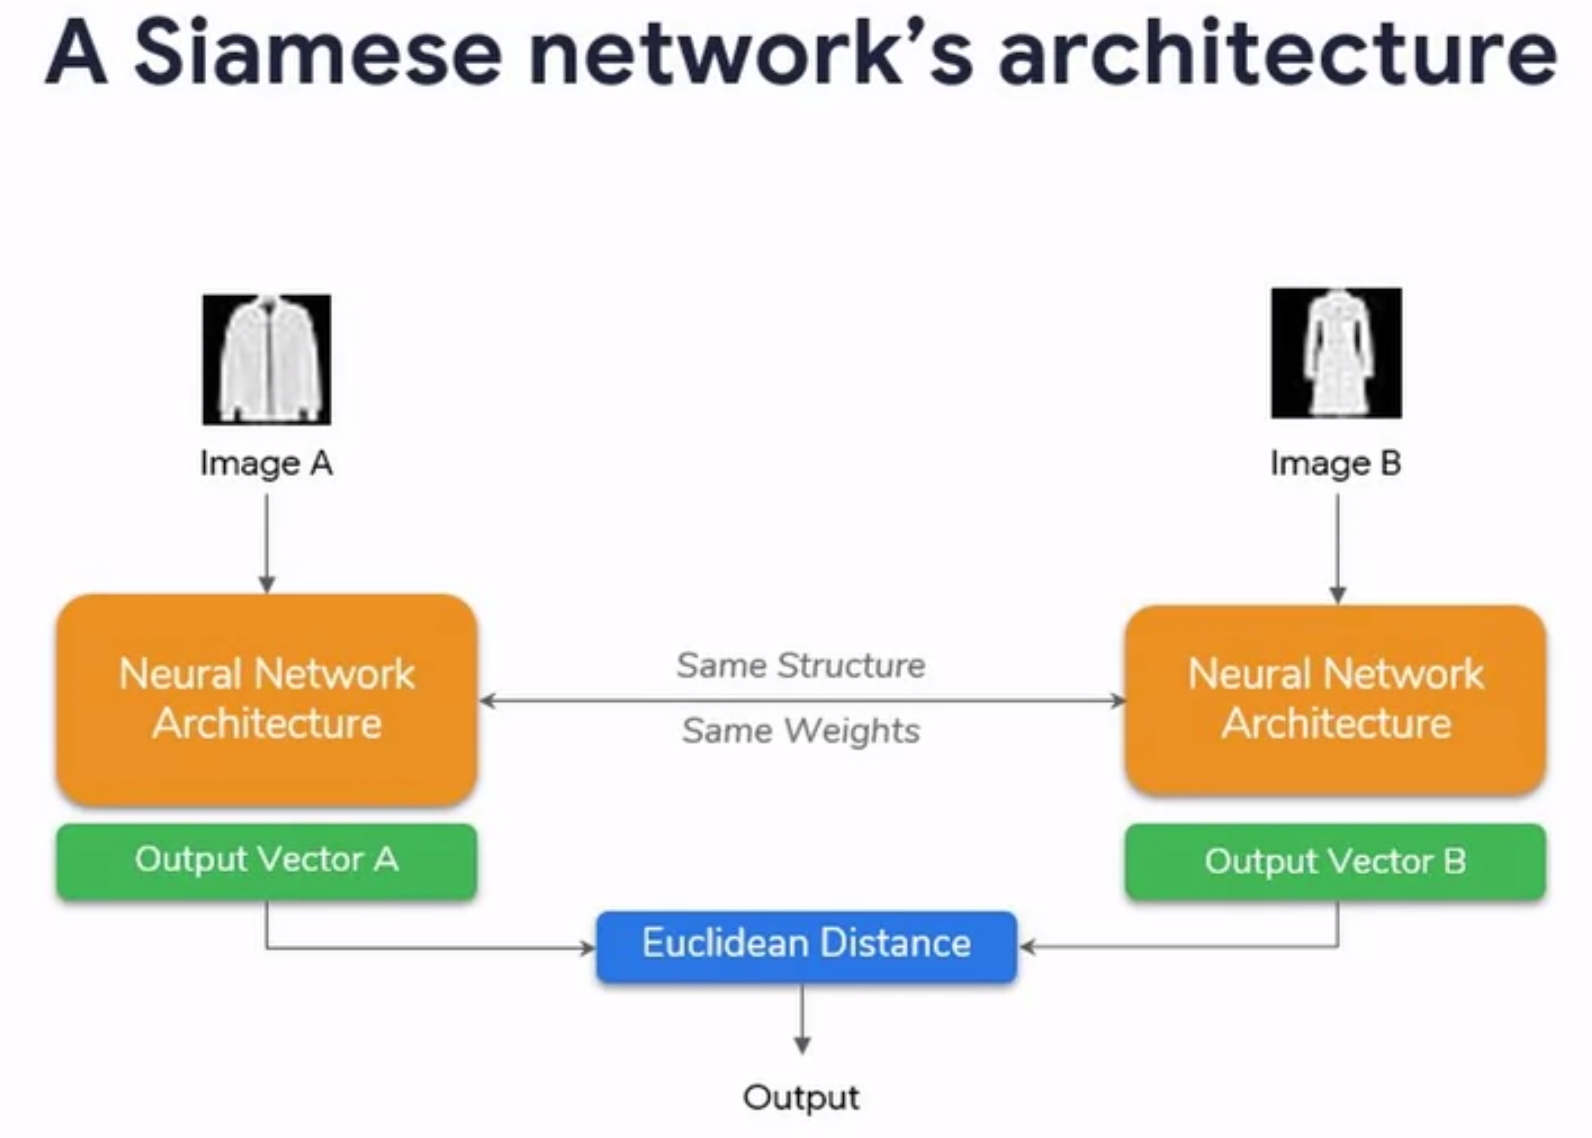 A Siamese network’s architecture
Image A
Image B
Neural Network
Architecture
Same Structure
Same Weights
Neural Network
Architecture
Output Vector A
Output Vector B
Euclidean Distance
Output